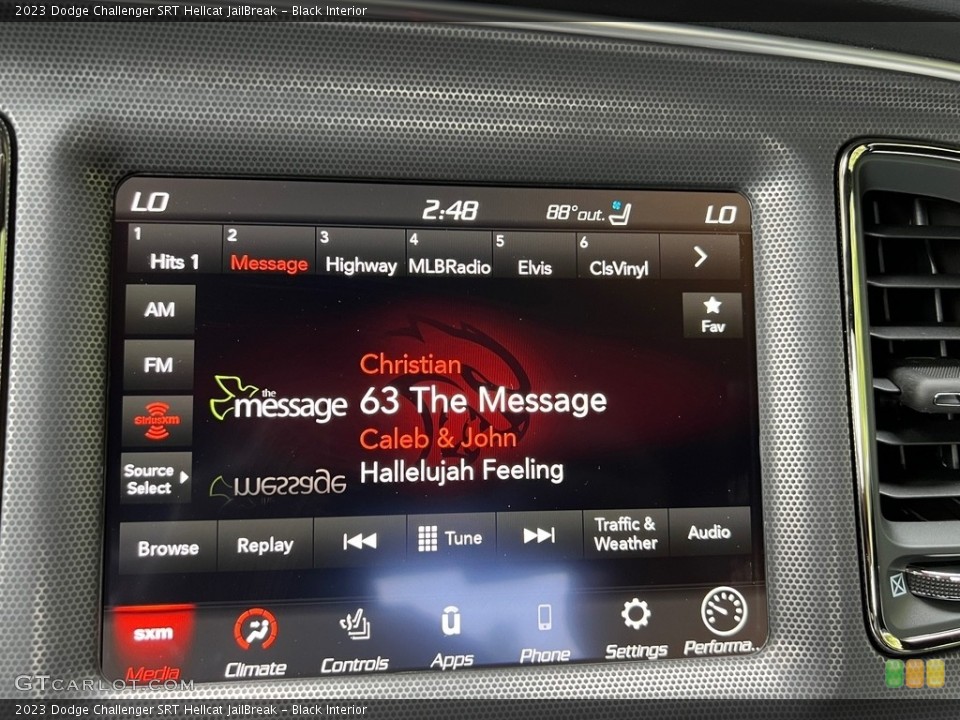 2023 Dodge Challenger SRT Hellcat JailBreak - Black Interior
LO 2:48 88° out. LO
1 Hits 1
2 Message
3 Highway
4 MLBRadio
5 Elvis
6 ClsVinyl
AM
Fav
FM
Christian
the
message
63 The Message
siriusxm
Caleb & John
Source
Select
message
Hallelujah Feeling
Browse
Replay
Tune
Traffic &
Weather
Audio
sxm
Media
Climate
Controls
û
Apps
Phone
Settings
Performa..
GTCARLOT.COM
2023 Dodge Challenger SRT Hellcat JailBreak - Black Interior